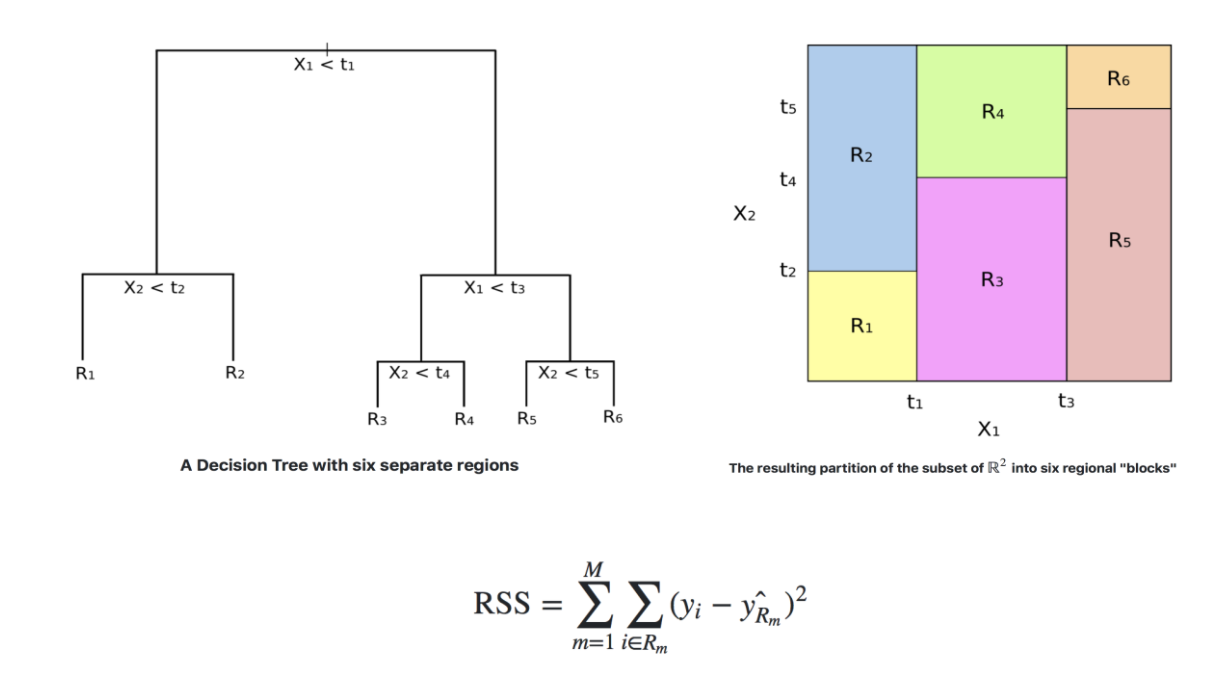 X₁ < t₁
X₂ < t₂
X₁ < t₃
R₁
R₂
X₂ < t₄
X₂ < t₅
R₃
R₄
R₅
R₆
A Decision Tree with six separate regions
R₆
t₅
R₄
R₂
t₄
X₂
R₅
t₂
R₃
R₁
t₁
t₃
X₁
The resulting partition of the subset of ℝ² into six regional "blocks"
RSS = ∑_{m=1}^{M} ∑_{i∈R_m} (y_i − ŷ_{R_m})²